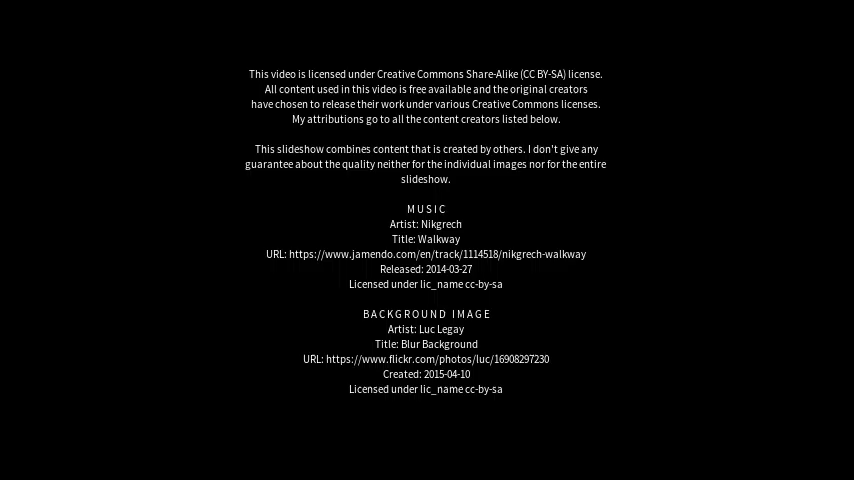 This video is licensed under Creative Commons Share-Alike (CC BY-SA) license.
All content used in this video is free available and the original creators
have chosen to release their work under various Creative Commons licenses.
My attributions go to all the content creators listed below.
This slideshow combines content that is created by others. I don't give any
guarantee about the quality neither for the individual images nor for the entire
slideshow.
MUSIC
Artist: Nikgrech
Title: Walkway
URL: https://www.jamendo.com/en/track/1114518/nikgrech-walkway
Released: 2014-03-27
Licensed under lic_name cc-by-sa
BACKGROUND IMAGE
Artist: Luc Legay
Title: Blur Background
URL: https://www.flickr.com/photos/luc/16908297230
Created: 2015-04-10
Licensed under lic_name cc-by-sa